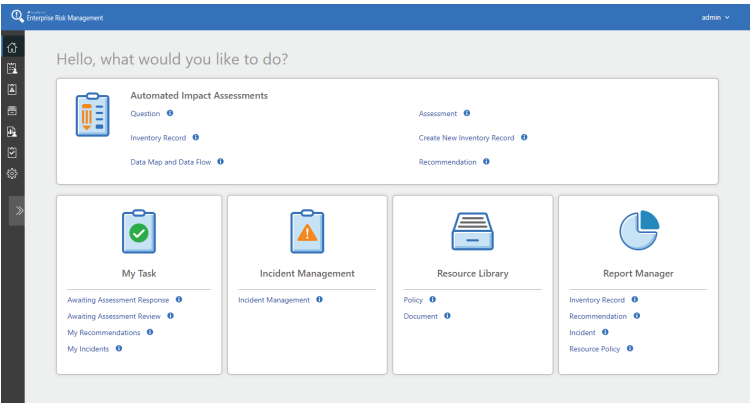 Enterprise Risk Management
admin
Hello, what would you like to do?
Automated Impact Assessments
Question
Assessment
Inventory Record
Create New Inventory Record
Data Map and Data Flow
Recommendation
My Task
Awaiting Assessment Response
Awaiting Assessment Review
My Recommendations
My Incidents
Incident Management
Incident Management
Resource Library
Policy
Document
Report Manager
Inventory Record
Recommendation
Incident
Resource Policy